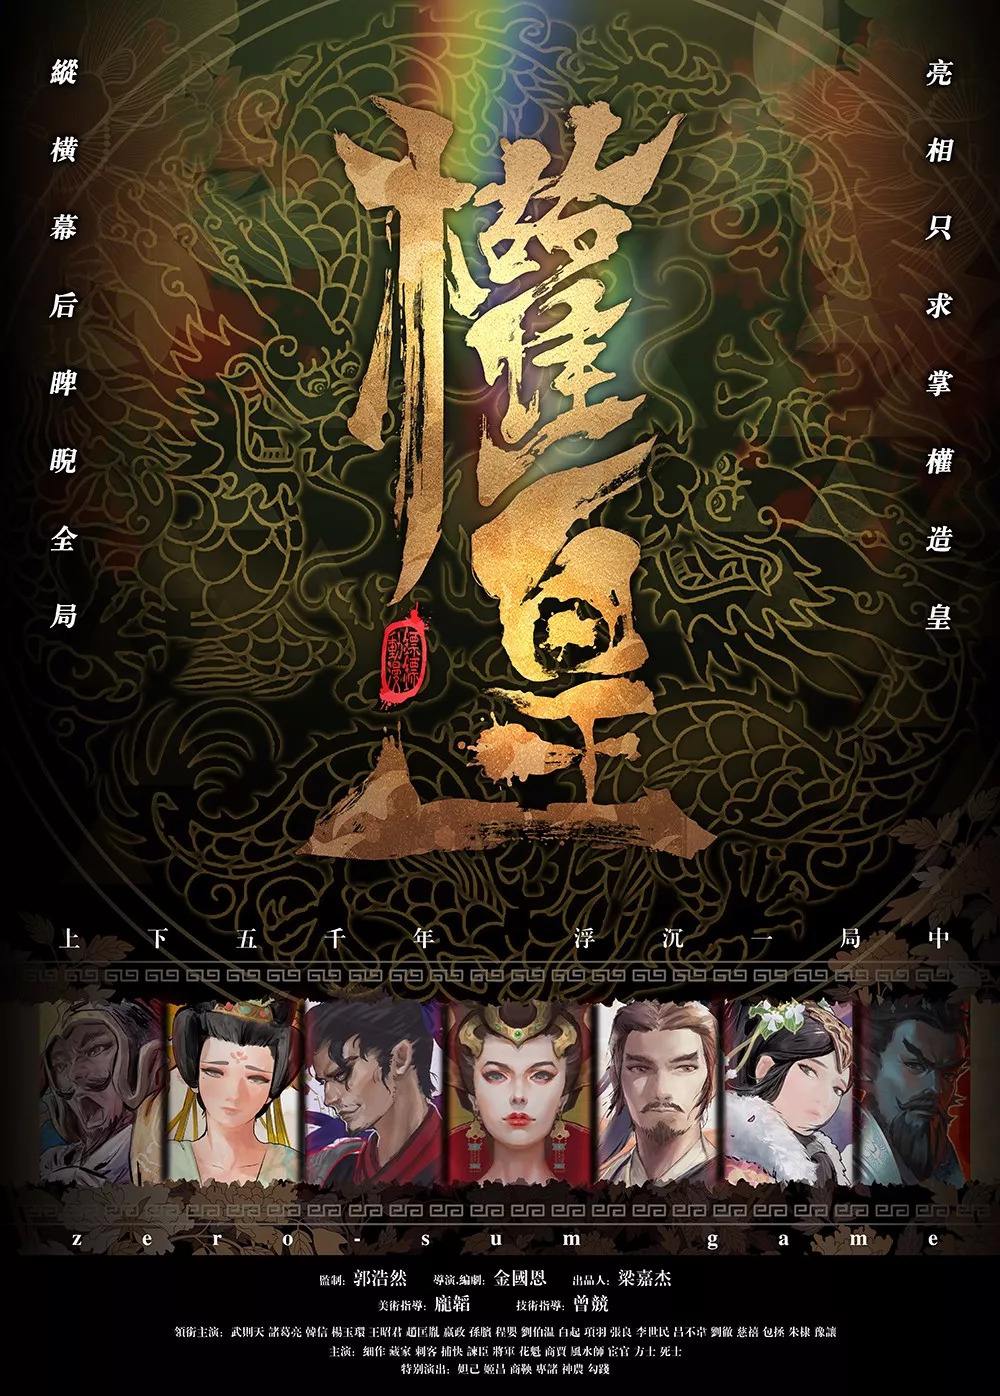 縱橫幕后睥睨全局
亮相只求掌權造皇
權皇
縹漂動漫
上下五千年 浮沉一局中
zero-sum game
監制: 郭浩然 導演.編劇: 金國恩 出品人: 梁嘉杰
美術指導: 龐韜 技術指導: 曾競
領銜主演: 武則天 諸葛亮 韓信 楊玉環 王昭君 趙匡胤 嬴政 孫臏 程嬰 劉伯溫 白起 項羽 張良 李世民 呂不韋 劉徹 慈禧 包拯 朱棣 豫讓
主演: 細作 藏家 刺客 捕快 諫臣 將軍 花魁 商賈 風水師 宦官 方士 死士
特別演出: 妲己 姬昌 商鞅 專諸 神農 勾踐